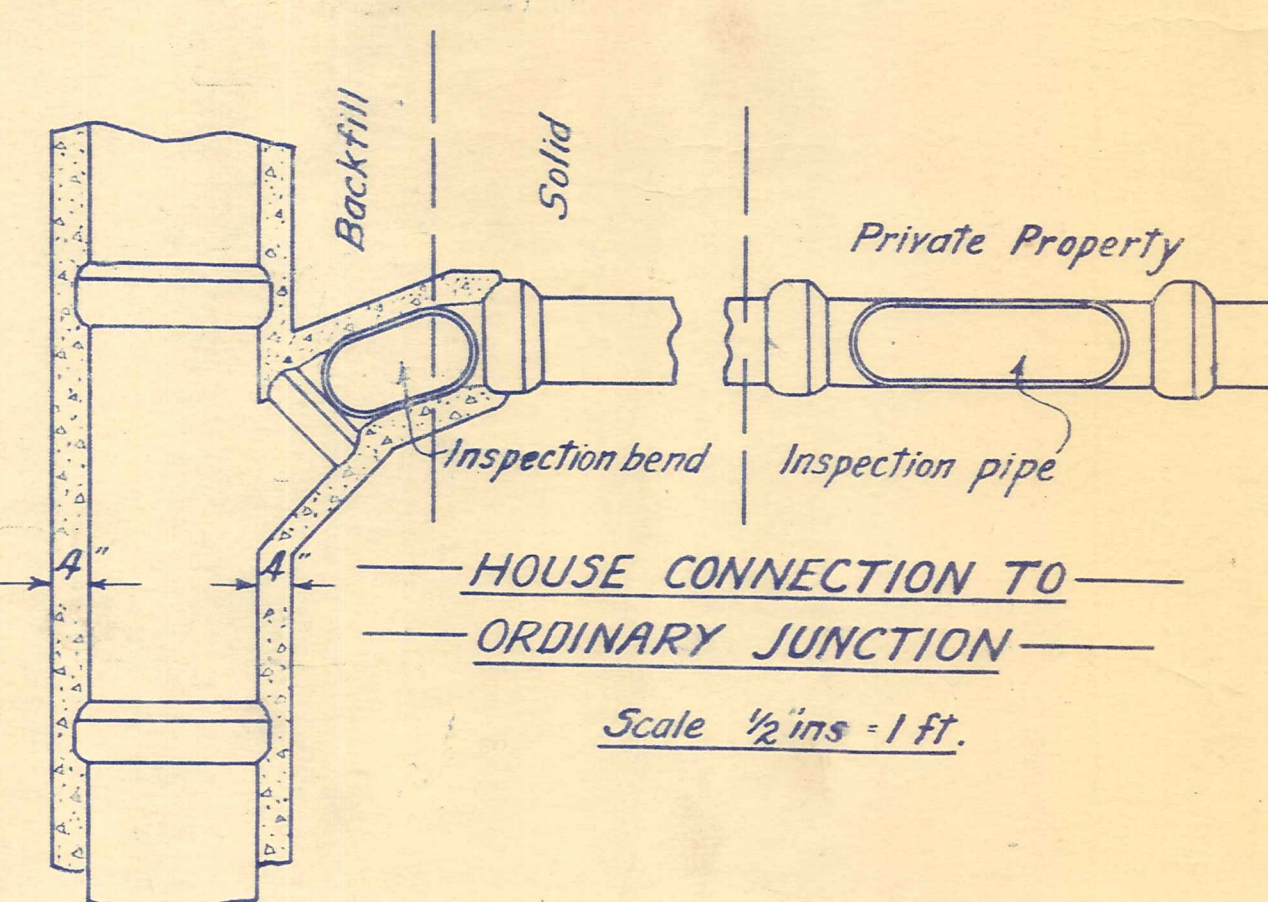 Backfill
Solid
Private Property
Inspection bend
Inspection pipe
4"
4"
HOUSE CONNECTION TO
ORDINARY JUNCTION
Scale ½"ins = 1 ft.